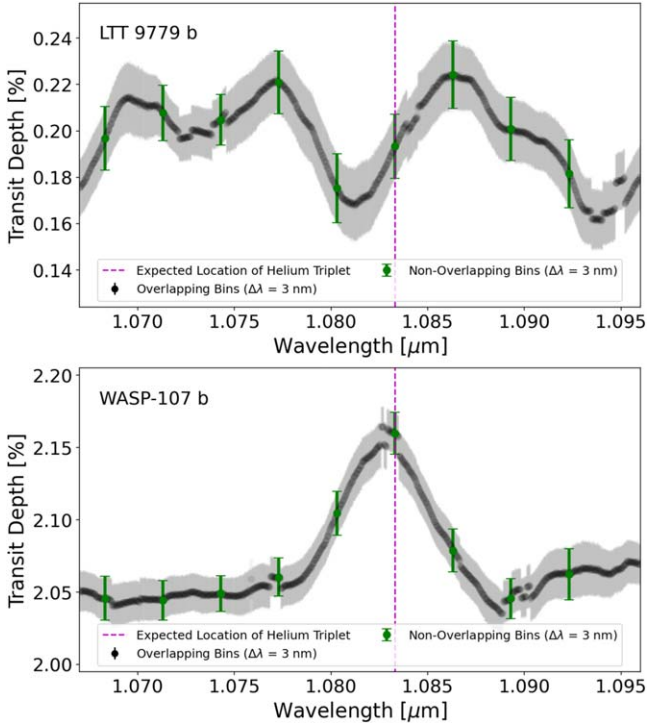 LTT 9779 b
Transit Depth [%]
0.24
0.22
0.20
0.18
0.16
0.14
Expected Location of Helium Triplet
Overlapping Bins (Δλ = 3 nm)
Non-Overlapping Bins (Δλ = 3 nm)
1.070 1.075 1.080 1.085 1.090 1.095
Wavelength [μm]
WASP-107 b
Transit Depth [%]
2.20
2.15
2.10
2.05
2.00
Expected Location of Helium Triplet
Overlapping Bins (Δλ = 3 nm)
Non-Overlapping Bins (Δλ = 3 nm)
1.070 1.075 1.080 1.085 1.090 1.095
Wavelength [μm]